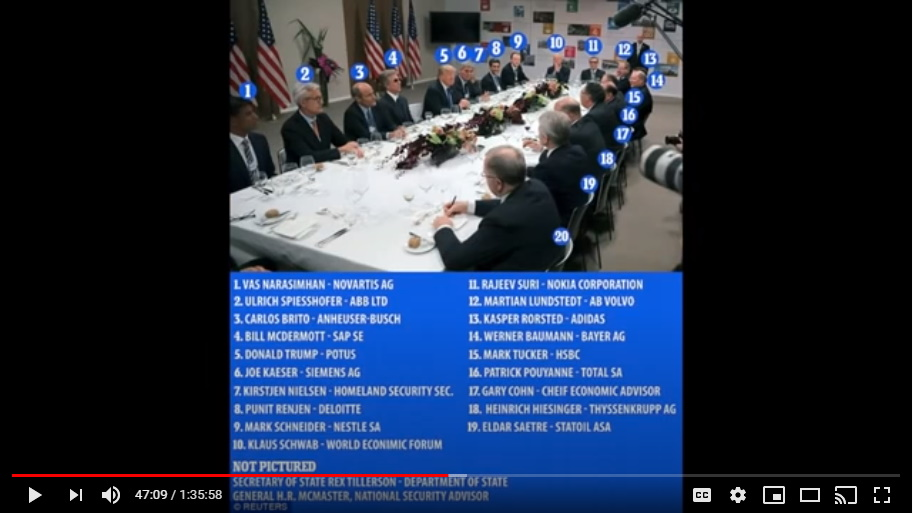 1
2
3
4
5
6
7
8
9
10
11
12
13
14
15
16
17
18
19
20
1. VAS NARASIMHAN - NOVARTIS AG
2. ULRICH SPIESSHOFER - ABB LTD
3. CARLOS BRITO - ANHEUSER-BUSCH
4. BILL MCDERMOTT - SAP SE
5. DONALD TRUMP - POTUS
6. JOE KAESER - SIEMENS AG
7. KIRSTJEN NIELSEN - HOMELAND SECURITY SEC.
8. PUNIT RENJEN - DELOITTE
9. MARK SCHNEIDER - NESTLE SA
10. KLAUS SCHWAB - WORLD ECONIMIC FORUM
11. RAJEEV SURI - NOKIA CORPORATION
12. MARTIAN LUNDSTEDT - AB VOLVO
13. KASPER RORSTED - ADIDAS
14. WERNER BAUMANN - BAYER AG
15. MARK TUCKER - HSBC
16. PATRICK POUYANNE - TOTAL SA
17. GARY COHN - CHEIF ECONOMIC ADVISOR
18. HEINRICH HIESINGER - THYSSENKRUPP AG
19. ELDAR SAETRE - STATOIL ASA
NOT PICTURED
SECRETARY OF STATE REX TILLERSON - DEPARTMENT OF STATE
GENERAL H.R. MCMASTER, NATIONAL SECURITY ADVISOR
© REUTERS
47:09 / 1:35:58
CC